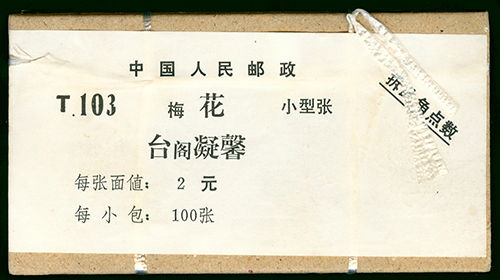 中国人民邮政
T.103 梅花 小型张
台阁凝馨
每张面值: 2 元
每小包: 100张
拆 角点数